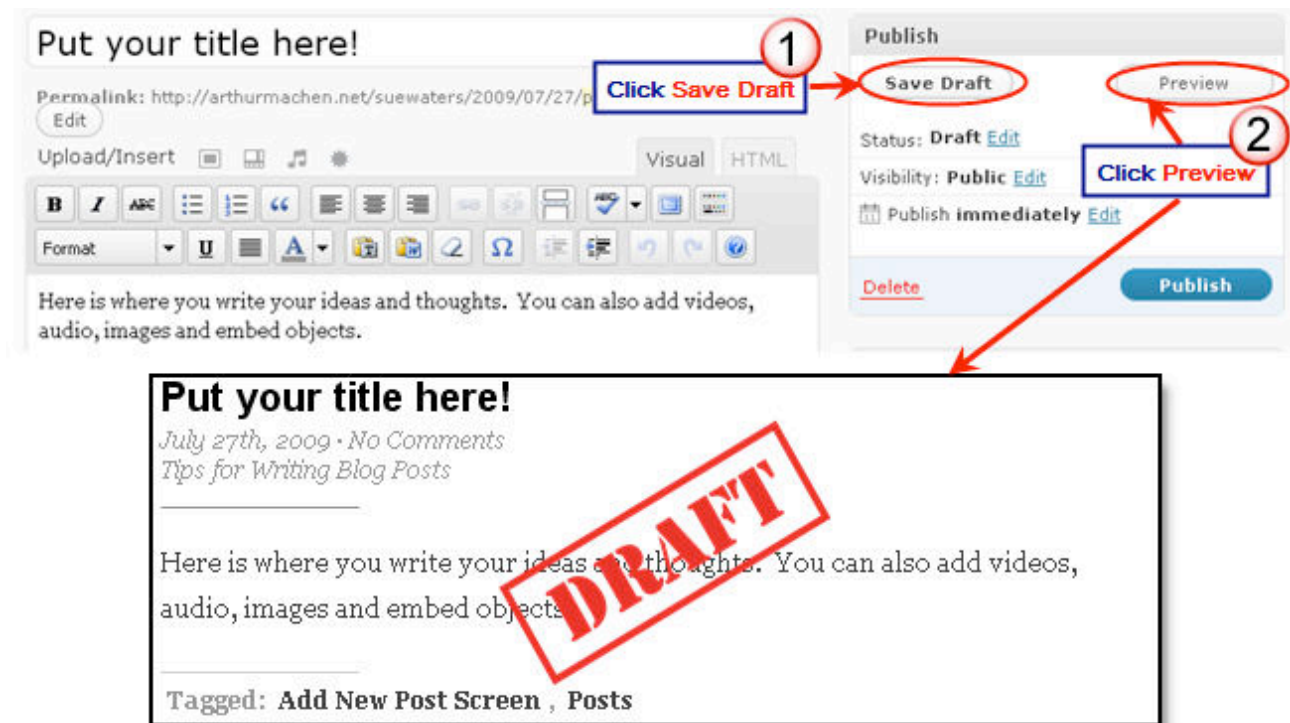 Put your title here!
Permalink: http://arthurmachen.net/suewaters/2009/07/27/p
Edit
Upload/Insert
Visual HTML
B I ABC
ABC
Format U A Ω
Here is where you write your ideas and thoughts. You can also add videos,
audio, images and embed objects.
1
Click Save Draft
Publish
Save Draft Preview
2
Click Preview
Status: Draft Edit
Visibility: Public Edit
Publish immediately Edit
Delete Publish
Put your title here!
July 27th, 2009 · No Comments
Tips for Writing Blog Posts
Here is where you write your ideas and thoughts. You can also add videos,
audio, images and embed objects
DRAFT
Tagged: Add New Post Screen , Posts